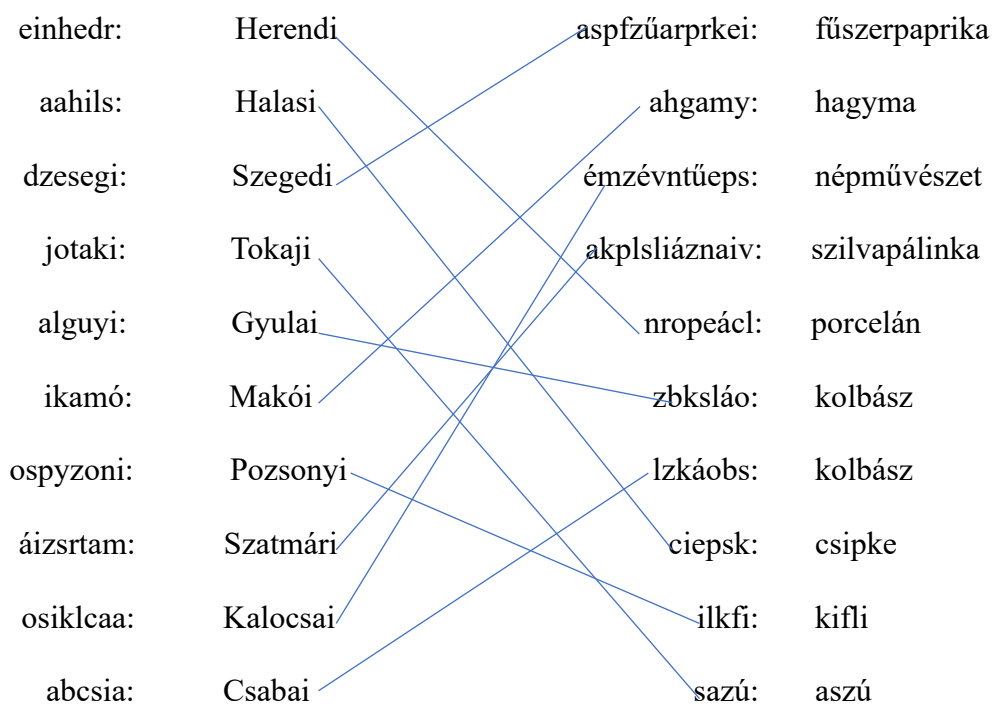 einhedr: Herendi aspfzűarprkei: fűszerpaprika
aahils: Halasi ahgamy: hagyma
dzesegi: Szegedi émzévntűeps: népművészet
jotaki: Tokaji akplsliáznaiv: szilvapálinka
alguyi: Gyulai nropeácl: porcelán
ikamó: Makói zbksláo: kolbász
ospyzoni: Pozsonyi lzkáobs: kolbász
áizsrtam: Szatmári ciepsk: csipke
osiklcaa: Kalocsai ilkfi: kifli
abcsia: Csabai sazú: aszú